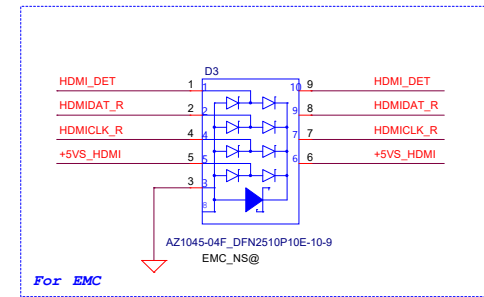 D3
HDMI_DET 1 1 10 9 HDMI_DET
HDMIDAT_R 2 2 9 8 HDMIDAT_R
HDMICLK_R 4 4 7 7 HDMICLK_R
+5VS_HDMI 5 5 6 6 +5VS_HDMI
3 3
8
AZ1045-04F_DFN2510P10E-10-9
EMC_NS@
For EMC